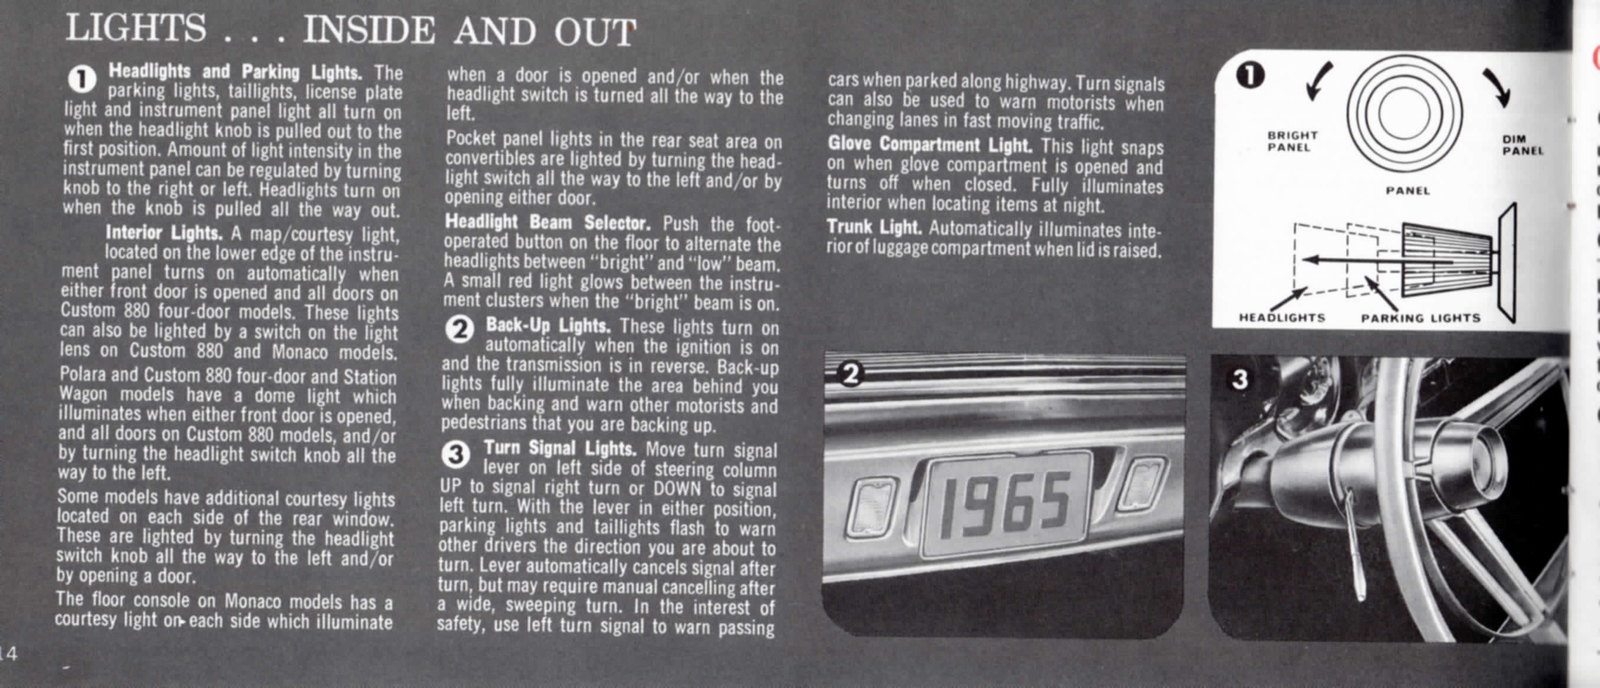 LIGHTS . . . INSIDE AND OUT
1 Headlights and Parking Lights. The
parking lights, taillights, license plate
light and instrument panel light all turn on
when the headlight knob is pulled out to the
first position. Amount of light intensity in the
instrument panel can be regulated by turning
knob to the right or left. Headlights turn on
when the knob is pulled all the way out.
Interior Lights. A map/courtesy light,
located on the lower edge of the instru-
ment panel turns on automatically when
either front door is opened and all doors on
Custom 880 four-door models. These lights
can also be lighted by a switch on the light
lens on Custom 880 and Monaco models.
Polara and Custom 880 four-door and Station
Wagon models have a dome light which
illuminates when either front door is opened,
and all doors on Custom 880 models, and/or
by turning the headlight switch knob all the
way to the left.
Some models have additional courtesy lights
located on each side of the rear window.
These are lighted by turning the headlight
switch knob all the way to the left and/or
by opening a door.
The floor console on Monaco models has a
courtesy light on each side which illuminate
14
when a door is opened and/or when the
headlight switch is turned all the way to the
left.
Pocket panel lights in the rear seat area on
convertibles are lighted by turning the head-
light switch all the way to the left and/or by
opening either door.
Headlight Beam Selector. Push the foot-
operated button on the floor to alternate the
headlights between "bright" and "low" beam.
A small red light glows between the instru-
ment clusters when the "bright" beam is on.
2 Back-Up Lights. These lights turn on
automatically when the ignition is on
and the transmission is in reverse. Back-up
lights fully illuminate the area behind you
when backing and warn other motorists and
pedestrians that you are backing up.
3 Turn Signal Lights. Move turn signal
lever on left side of steering column
UP to signal right turn or DOWN to signal
left turn. With the lever in either position,
parking lights and taillights flash to warn
other drivers the direction you are about to
turn. Lever automatically cancels signal after
turn, but may require manual cancelling after
a wide, sweeping turn. In the interest of
safety, use left turn signal to warn passing
cars when parked along highway. Turn signals
can also be used to warn motorists when
changing lanes in fast moving traffic.
Glove Compartment Light. This light snaps
on when glove compartment is opened and
turns off when closed. Fully illuminates
interior when locating items at night.
Trunk Light. Automatically illuminates inte-
rior of luggage compartment when lid is raised.
1
BRIGHT
PANEL
DIM
PANEL
PANEL
HEADLIGHTS
PARKING LIGHTS
2
1965
3